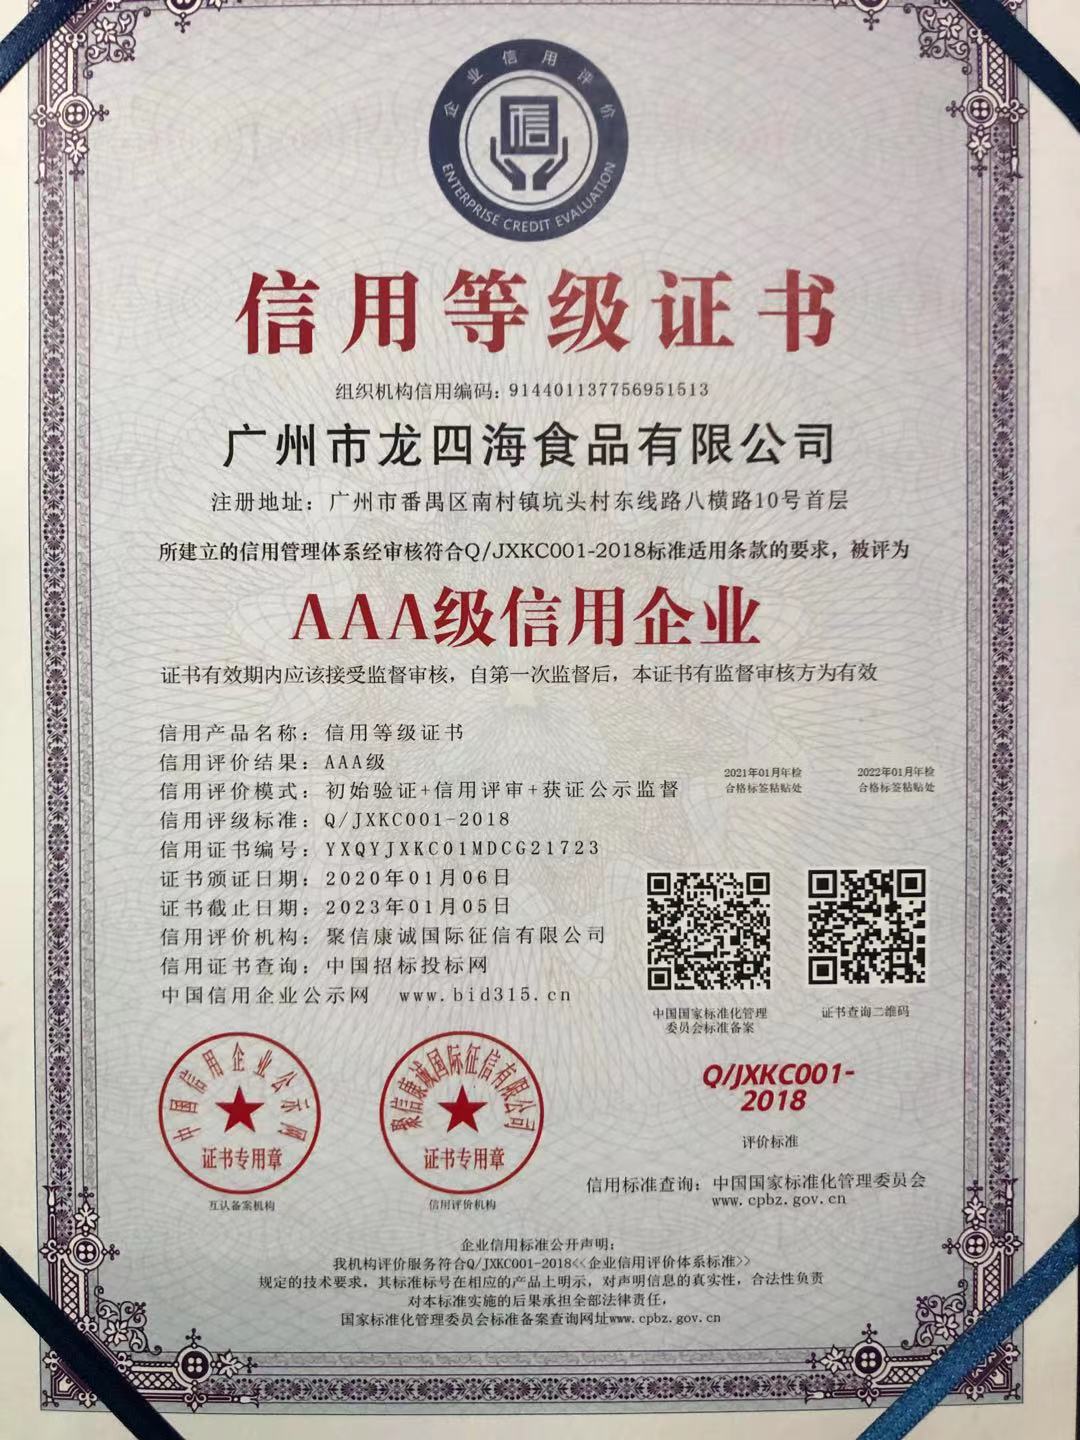 企业信用评价
信
ENTERPRISE CREDIT EVALUATION
信用等级证书
组织机构信用编码：914401137756951513
广州市龙四海食品有限公司
注册地址：广州市番禺区南村镇坑头村东线路八横路10号首层
所建立的信用管理体系经审核符合Q/JXKC001-2018标准适用条款的要求，被评为
AAA级信用企业
证书有效期内应该接受监督审核，自第一次监督后，本证书有监督审核方为有效
信用产品名称：信用等级证书
信用评价结果：AAA级
信用评价模式：初始验证+信用评审+获证公示监督
信用评级标准：Q/JXKC001-2018
信用证书编号：YXQYJXKC01MDCG21723
证书颁证日期：2020年01月06日
证书截止日期：2023年01月05日
信用评价机构：聚信康诚国际征信有限公司
信用证书查询：中国招标投标网
中国信用企业公示网 www.bid315.cn
2021年01月年检
合格标签粘贴处
2022年01月年检
合格标签粘贴处
中国国家标准化管理
委员会标准备案
证书查询二维码
中国信用企业公示网
证书专用章
互认备案机构
聚信康诚国际征信有限公司
证书专用章
信用评价机构
Q/JXKC001-
2018
评价标准
信用标准查询：中国国家标准化管理委员会
www.cpbz.gov.cn
企业信用标准公开声明：
我机构评价服务符合Q/JXKC001-2018<<企业信用评价体系标准>>
规定的技术要求，其标准标号在相应的产品上明示，对声明信息的真实性，合法性负责
对本标准实施的后果承担全部法律责任，
国家标准化管理委员会标准备案查询网址www.cpbz.gov.cn